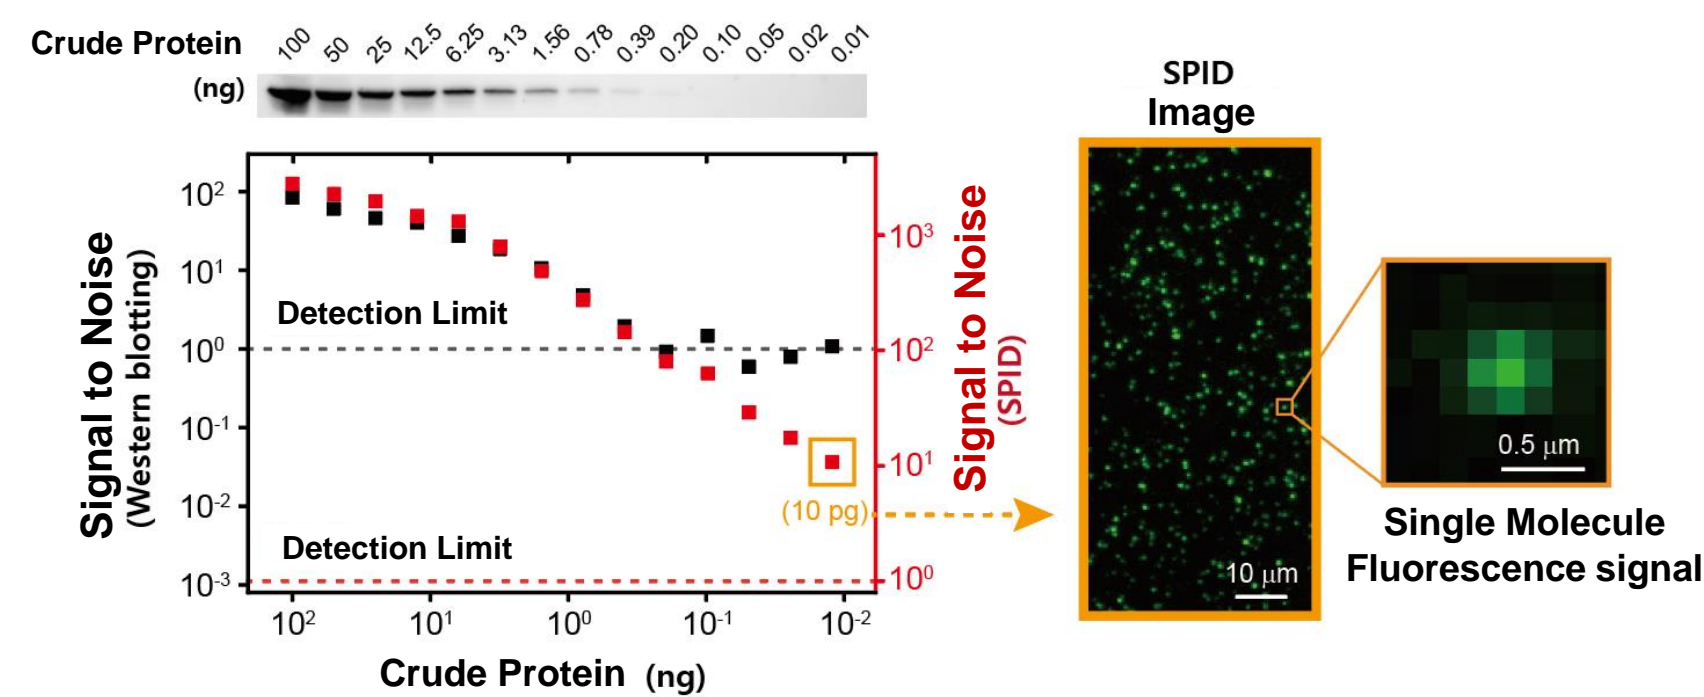 Crude Protein
(ng)
100 50 25 12.5 6.25 3.13 1.56 0.78 0.39 0.20 0.10 0.05 0.02 0.01
Signal to Noise
(Western blotting)
10² 10¹ 10⁰ 10⁻¹ 10⁻² 10⁻³
Detection Limit
Detection Limit
(10 pg)
10³ 10² 10¹ 10⁰
Signal to Noise
(SPID)
10² 10¹ 10⁰ 10⁻¹ 10⁻²
Crude Protein (ng)
SPID
Image
10 μm
0.5 μm
Single Molecule
Fluorescence signal